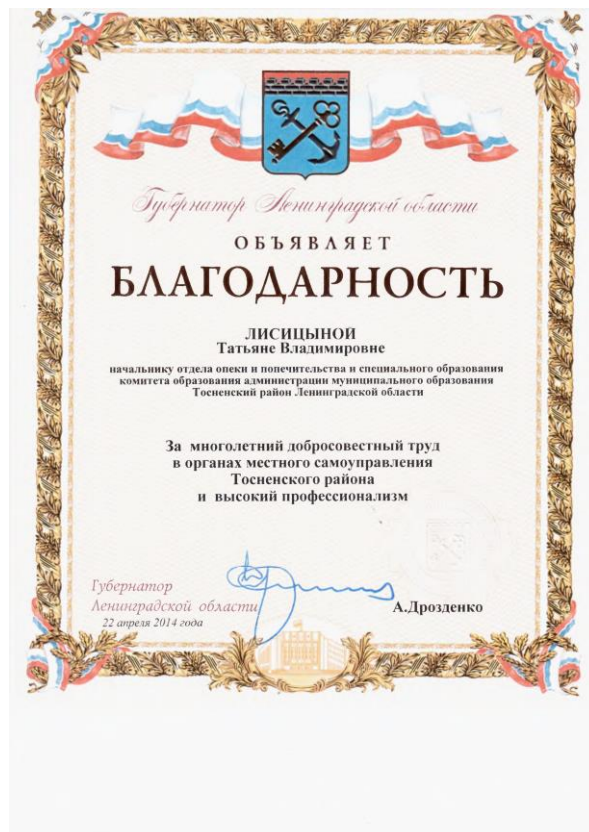 Губернатор Ленинградской области
ОБЪЯВЛЯЕТ
БЛАГОДАРНОСТЬ
ЛИСИЦЫНОЙ
Татьяне Владимировне
начальнику отдела опеки и попечительства и специального образования
комитета образования администрации муниципального образования
Тосненский район Ленинградской области
За многолетний добросовестный труд
в органах местного самоуправления
Тосненского района
и высокий профессионализм
Губернатор
Ленинградской области
А.Дрозденко
22 апреля 2014 года